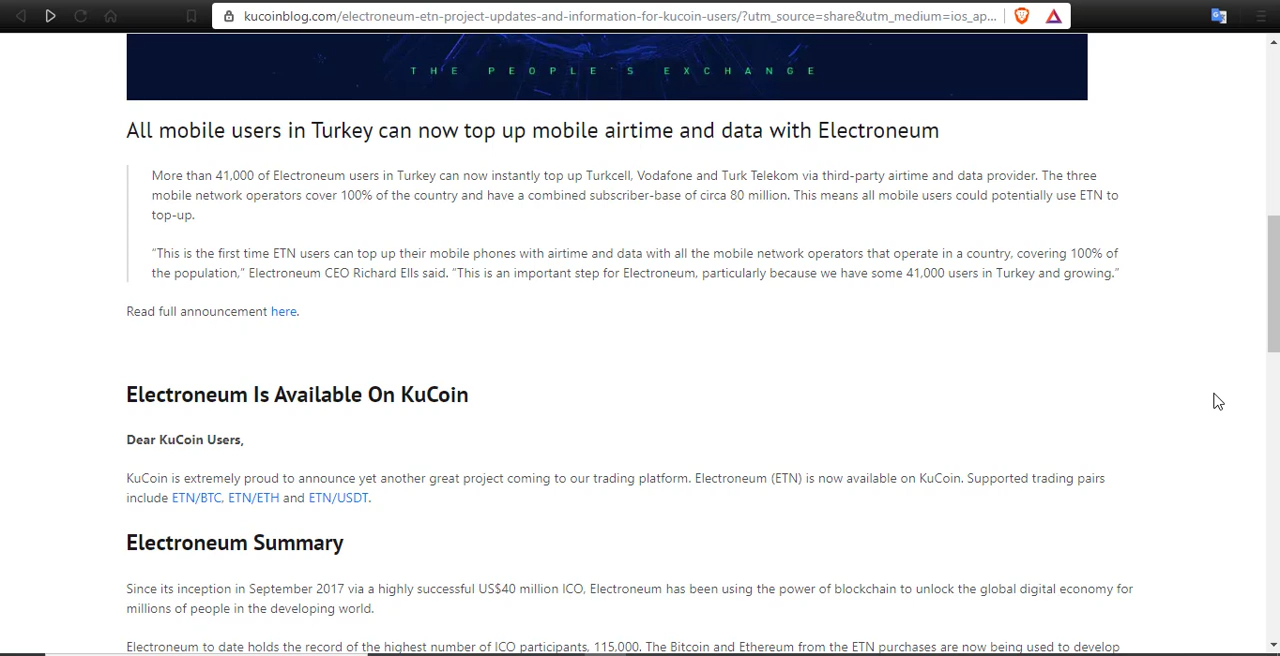 kucoinblog.com/electroneum-etn-project-updates-and-information-for-kucoin-users/?utm_source=share&utm_medium=ios_ap...
THE PEOPLE'S EXCHANGE
All mobile users in Turkey can now top up mobile airtime and data with Electroneum
More than 41,000 of Electroneum users in Turkey can now instantly top up Turkcell, Vodafone and Turk Telekom via third-party airtime and data provider. The three
mobile network operators cover 100% of the country and have a combined subscriber-base of circa 80 million. This means all mobile users could potentially use ETN to
top-up.
“This is the first time ETN users can top up their mobile phones with airtime and data with all the mobile network operators that operate in a country, covering 100% of
the population,” Electroneum CEO Richard Ells said. “This is an important step for Electroneum, particularly because we have some 41,000 users in Turkey and growing.”
Read full announcement here.
Electroneum Is Available On KuCoin
Dear KuCoin Users,
KuCoin is extremely proud to announce yet another great project coming to our trading platform. Electroneum (ETN) is now available on KuCoin. Supported trading pairs
include ETN/BTC, ETN/ETH and ETN/USDT.
Electroneum Summary
Since its inception in September 2017 via a highly successful US$40 million ICO, Electroneum has been using the power of blockchain to unlock the global digital economy for
millions of people in the developing world.
Electroneum to date holds the record of the highest number of ICO participants, 115,000. The Bitcoin and Ethereum from the ETN purchases are now being used to develop